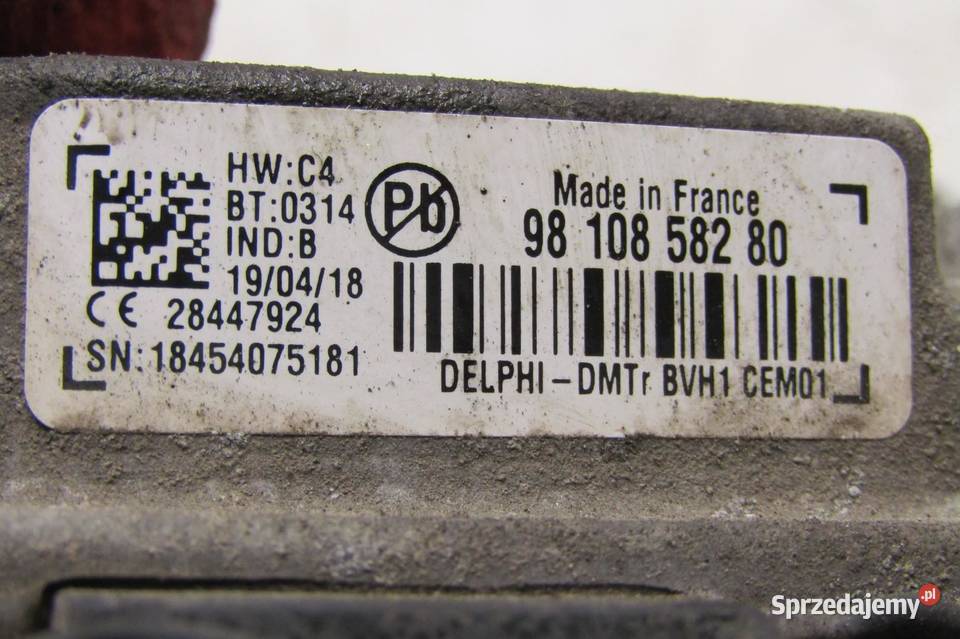 HW:C4
BT:0314
IND:B
19/04/18
CE 28447924
SN:18454075181
Pb
Made in France
98 108 582 80
DELPHI-DMTr BVH1 CEM01
Sprzedajemy.pl